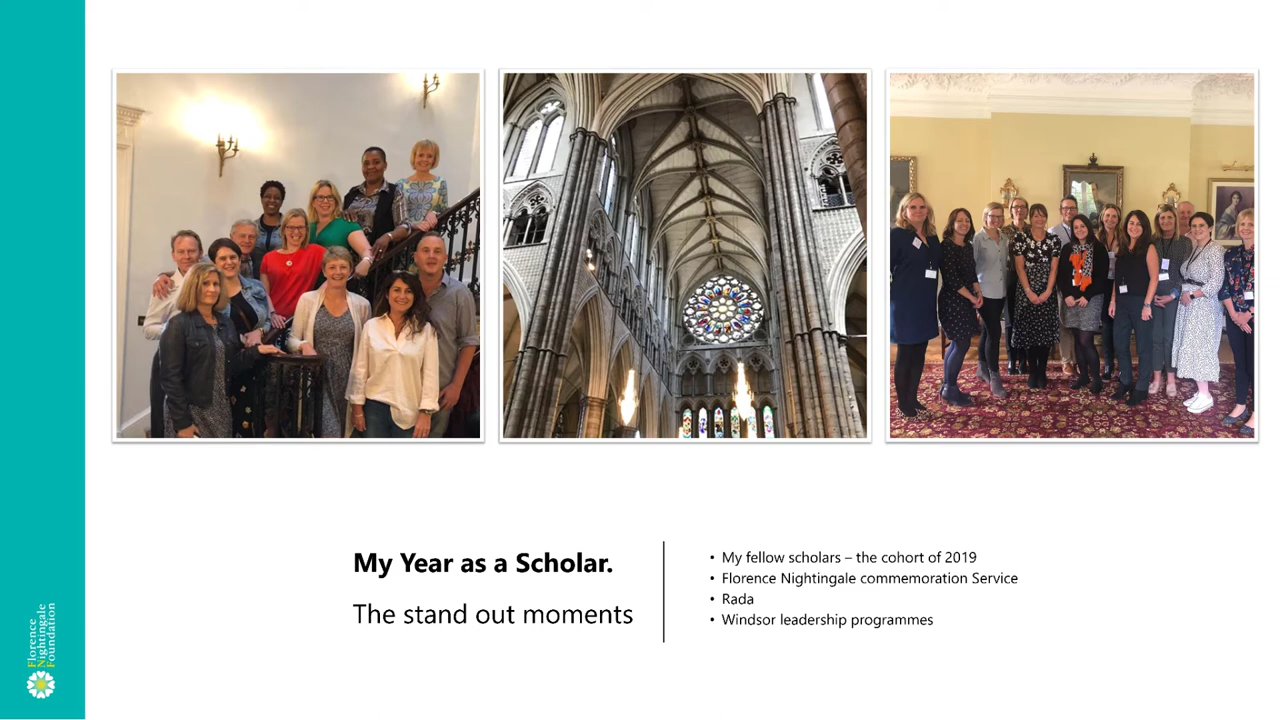 My Year as a Scholar.
The stand out moments
• My fellow scholars – the cohort of 2019
• Florence Nightingale commemoration Service
• Rada
• Windsor leadership programmes
Florence
Nightingale
Foundation